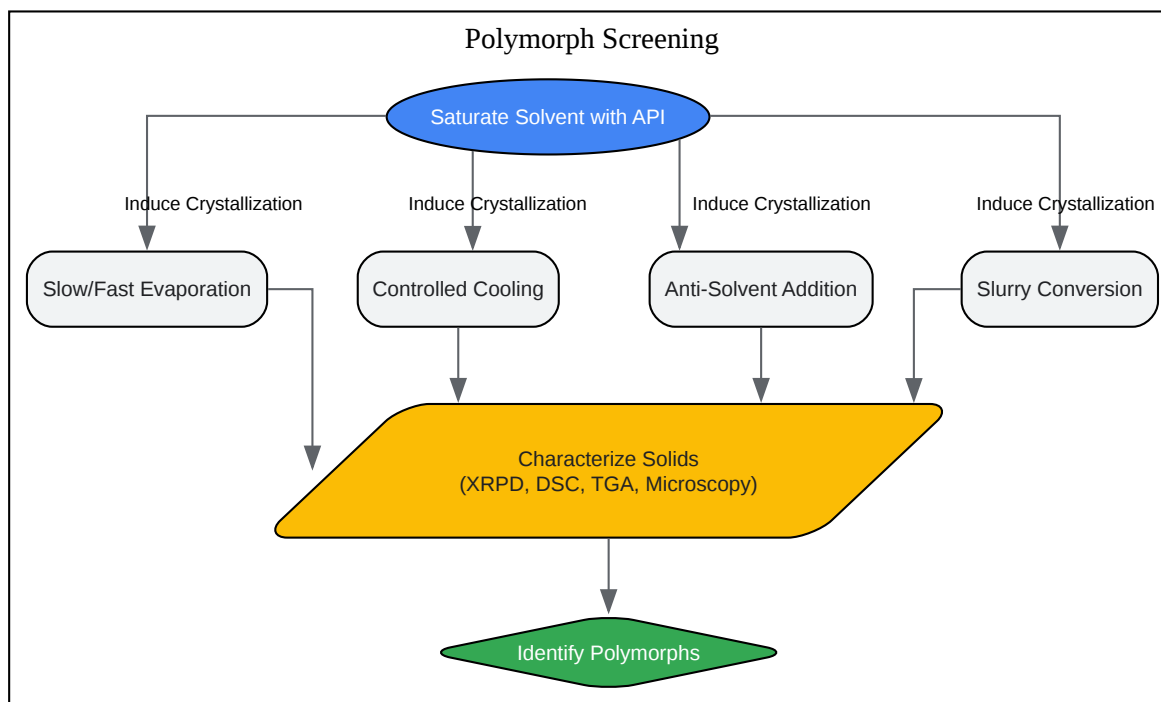 Polymorph Screening
Saturate Solvent with API
Induce Crystallization
Induce Crystallization
Induce Crystallization
Induce Crystallization
Slow/Fast Evaporation
Controlled Cooling
Anti-Solvent Addition
Slurry Conversion
Characterize Solids
(XRPD, DSC, TGA, Microscopy)
Identify Polymorphs